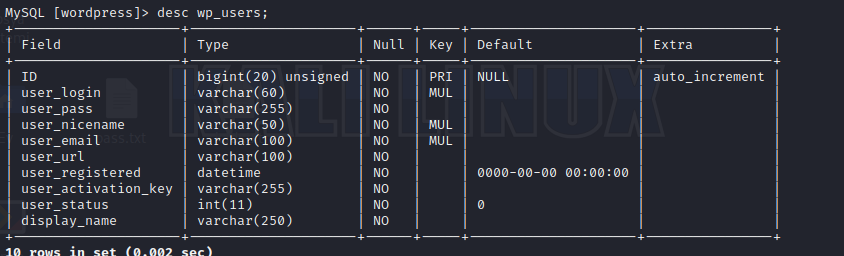 MySQL [wordpress]> desc wp_users;
Field Type Null Key Default Extra
ID bigint(20) unsigned NO PRI NULL auto_increment
user_login varchar(60) NO MUL
user_pass varchar(255) NO
user_nicename varchar(50) NO MUL
user_email varchar(100) NO MUL
user_url varchar(100) NO
user_registered datetime NO 0000-00-00 00:00:00
user_activation_key varchar(255) NO
user_status int(11) NO 0
display_name varchar(250) NO
10 rows in set (0.002 sec)
KALI LINUX